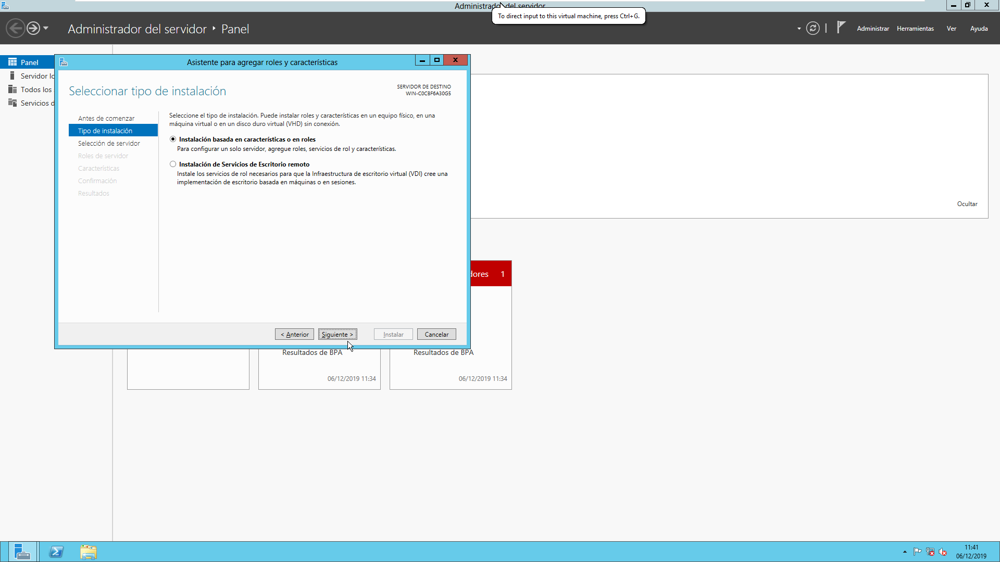 Administrador del servidor
To direct input to this virtual machine, press Ctrl+G.
Administrador del servidor ‣ Panel
Administrar Herramientas Ver Ayuda
Panel
Servidor lo
Todos los
Servicios d
Asistente para agregar roles y características
Seleccionar tipo de instalación
SERVIDOR DE DESTINO
WIN-C0CBF6A30G5
Antes de comenzar
Tipo de instalación
Selección de servidor
Roles de servidor
Características
Confirmación
Resultados
Seleccione el tipo de instalación. Puede instalar roles y características en un equipo físico, en una
máquina virtual o en un disco duro virtual (VHD) sin conexión.
Instalación basada en características o en roles
Para configurar un solo servidor, agregue roles, servicios de rol y características.
Instalación de Servicios de Escritorio remoto
Instale los servicios de rol necesarios para que la Infraestructura de escritorio virtual (VDI) cree una
implementación de escritorio basada en máquinas o en sesiones.
< Anterior Siguiente > Instalar Cancelar
Ocultar
dores 1
Resultados de BPA
06/12/2019 11:34
Resultados de BPA
06/12/2019 11:34
11:41
06/12/2019